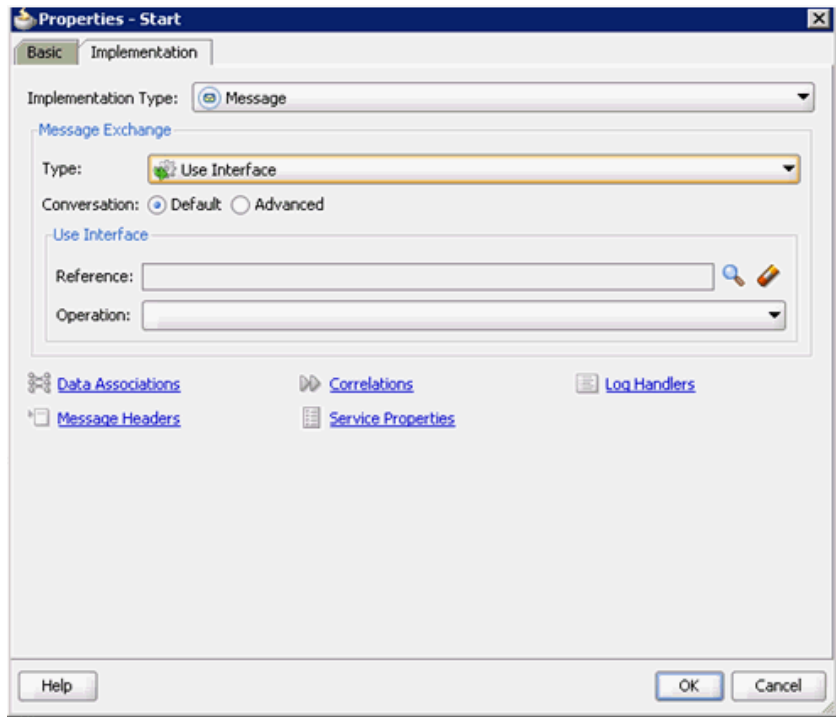 Properties - Start
Basic Implementation
Implementation Type: Message
Message Exchange
Type: Use Interface
Conversation: Default Advanced
Use Interface
Reference:
Operation:
Data Associations Correlations Log Handlers
Message Headers Service Properties
Help OK Cancel